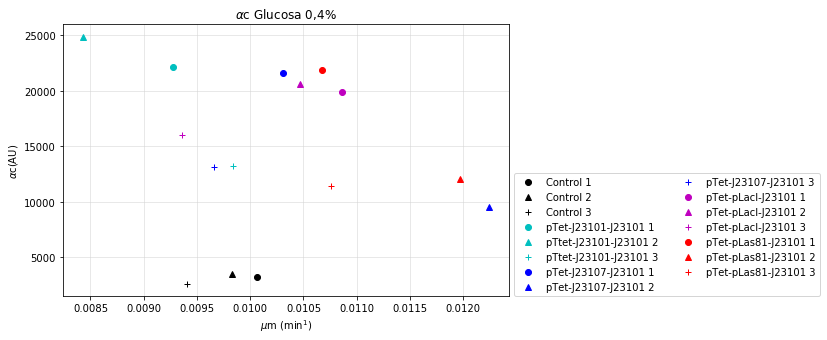 αc Glucosa 0,4%
25000
20000
15000
10000
5000
αc(AU)
0.0085 0.0090 0.0095 0.0100 0.0105 0.0110 0.0115 0.0120
μm (min¹)
Control 1
Control 2
Control 3
pTet-J23101-J23101 1
pTtet-J23101-J23101 2
pTtet-J23101-J23101 3
pTet-J23107-J23101 1
pTet-J23107-J23101 2
pTet-J23107-J23101 3
pTet-pLacI-J23101 1
pTet-pLacI-J23101 2
pTet-pLacI-J23101 3
pTet-pLas81-J23101 1
pTet-pLas81-J23101 2
pTet-pLas81-J23101 3